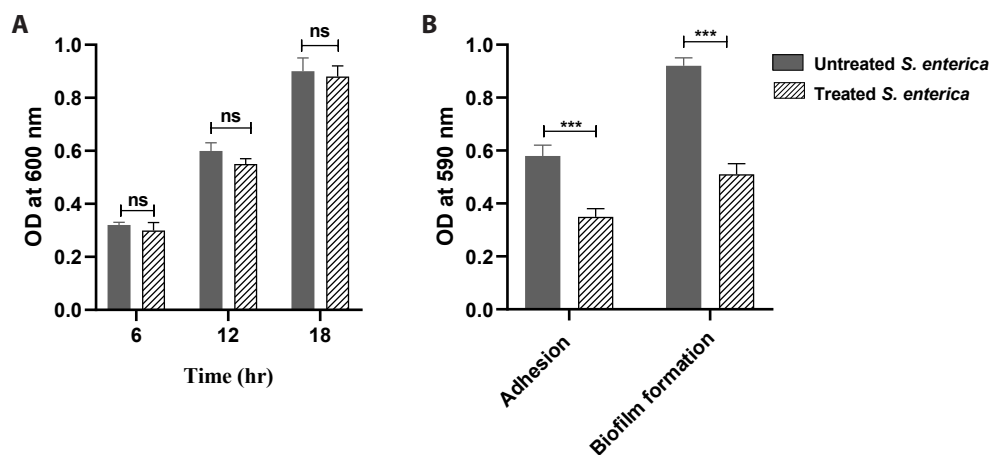 A
OD at 600 nm
1.0
0.8
0.6
0.4
0.2
0.0
ns
ns
ns
6
12
18
Time (hr)
B
OD at 590 nm
1.0
0.8
0.6
0.4
0.2
0.0
***
***
Adhesion
Biofilm formation
Untreated S. enterica
Treated S. enterica